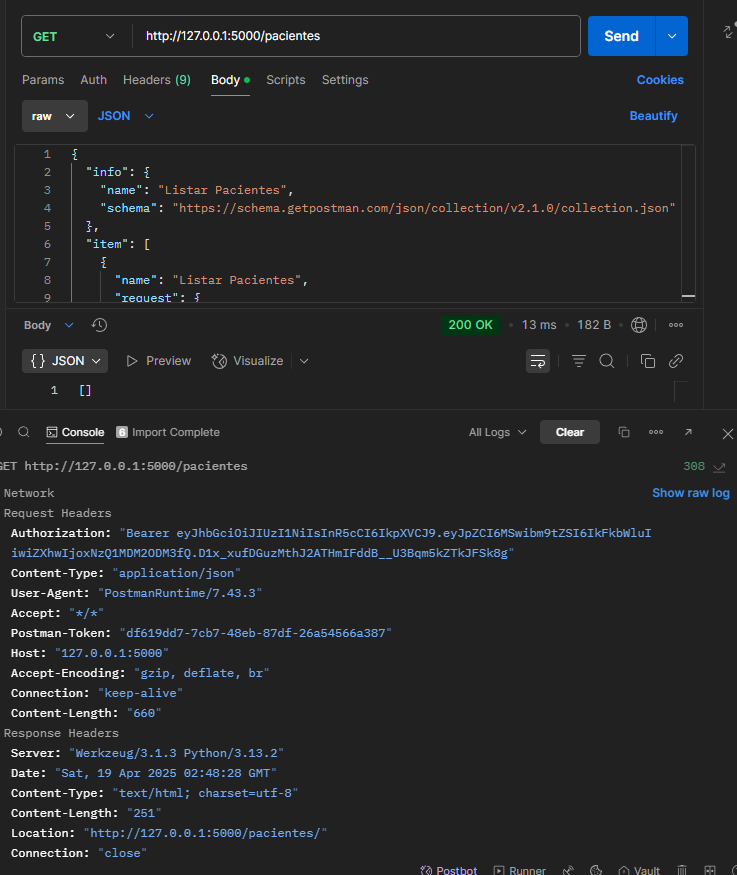 GET http://127.0.0.1:5000/pacientes Send
Params Auth Headers (9) Body Scripts Settings Cookies
raw JSON Beautify
1 {
2 "info": {
3 "name": "Listar Pacientes",
4 "schema": "https://schema.getpostman.com/json/collection/v2.1.0/collection.json"
5 },
6 "item": [
7 {
8 "name": "Listar Pacientes",
9 "request": {
Body 200 OK • 13 ms • 182 B
{} JSON Preview Visualize
1 []
Console 6 Import Complete All Logs Clear
GET http://127.0.0.1:5000/pacientes 308
Network Show raw log
Request Headers
Authorization: "Bearer eyJhbGciOiJIUzI1NiIsInR5cCI6IkpXVCJ9.eyJpZCI6MSwibm9tZSI6IkFkbWluI
iwiZXhwIjoxNzQ1MDM2ODM3fQ.D1x_xufDGuzMthJ2ATHmIFddB__U3Bqm5kZTkJFSk8g"
Content-Type: "application/json"
User-Agent: "PostmanRuntime/7.43.3"
Accept: "*/*"
Postman-Token: "df619dd7-7cb7-48eb-87df-26a54566a387"
Host: "127.0.0.1:5000"
Accept-Encoding: "gzip, deflate, br"
Connection: "keep-alive"
Content-Length: "660"
Response Headers
Server: "Werkzeug/3.1.3 Python/3.13.2"
Date: "Sat, 19 Apr 2025 02:48:28 GMT"
Content-Type: "text/html; charset=utf-8"
Content-Length: "251"
Location: "http://127.0.0.1:5000/pacientes/"
Connection: "close"
Postbot Runner Vault